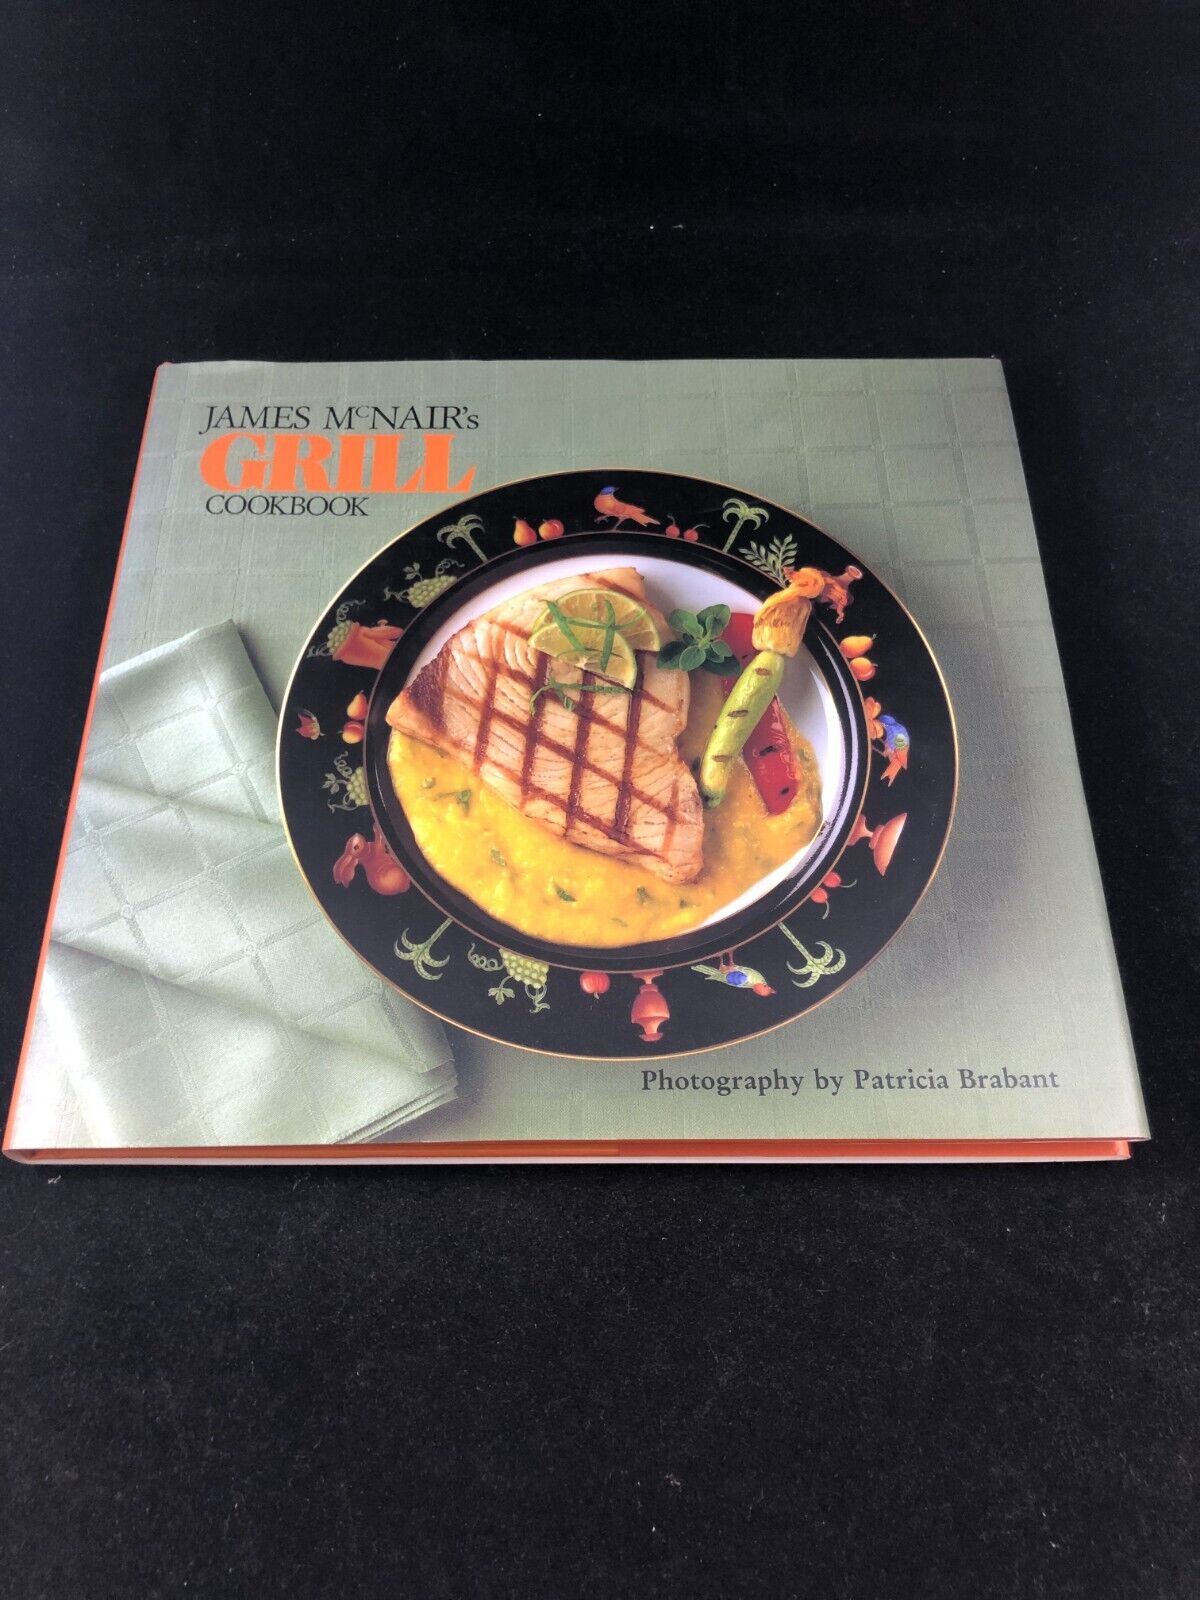 JAMES McNAIR's
GRILL
COOKBOOK
Photography by Patricia Brabant